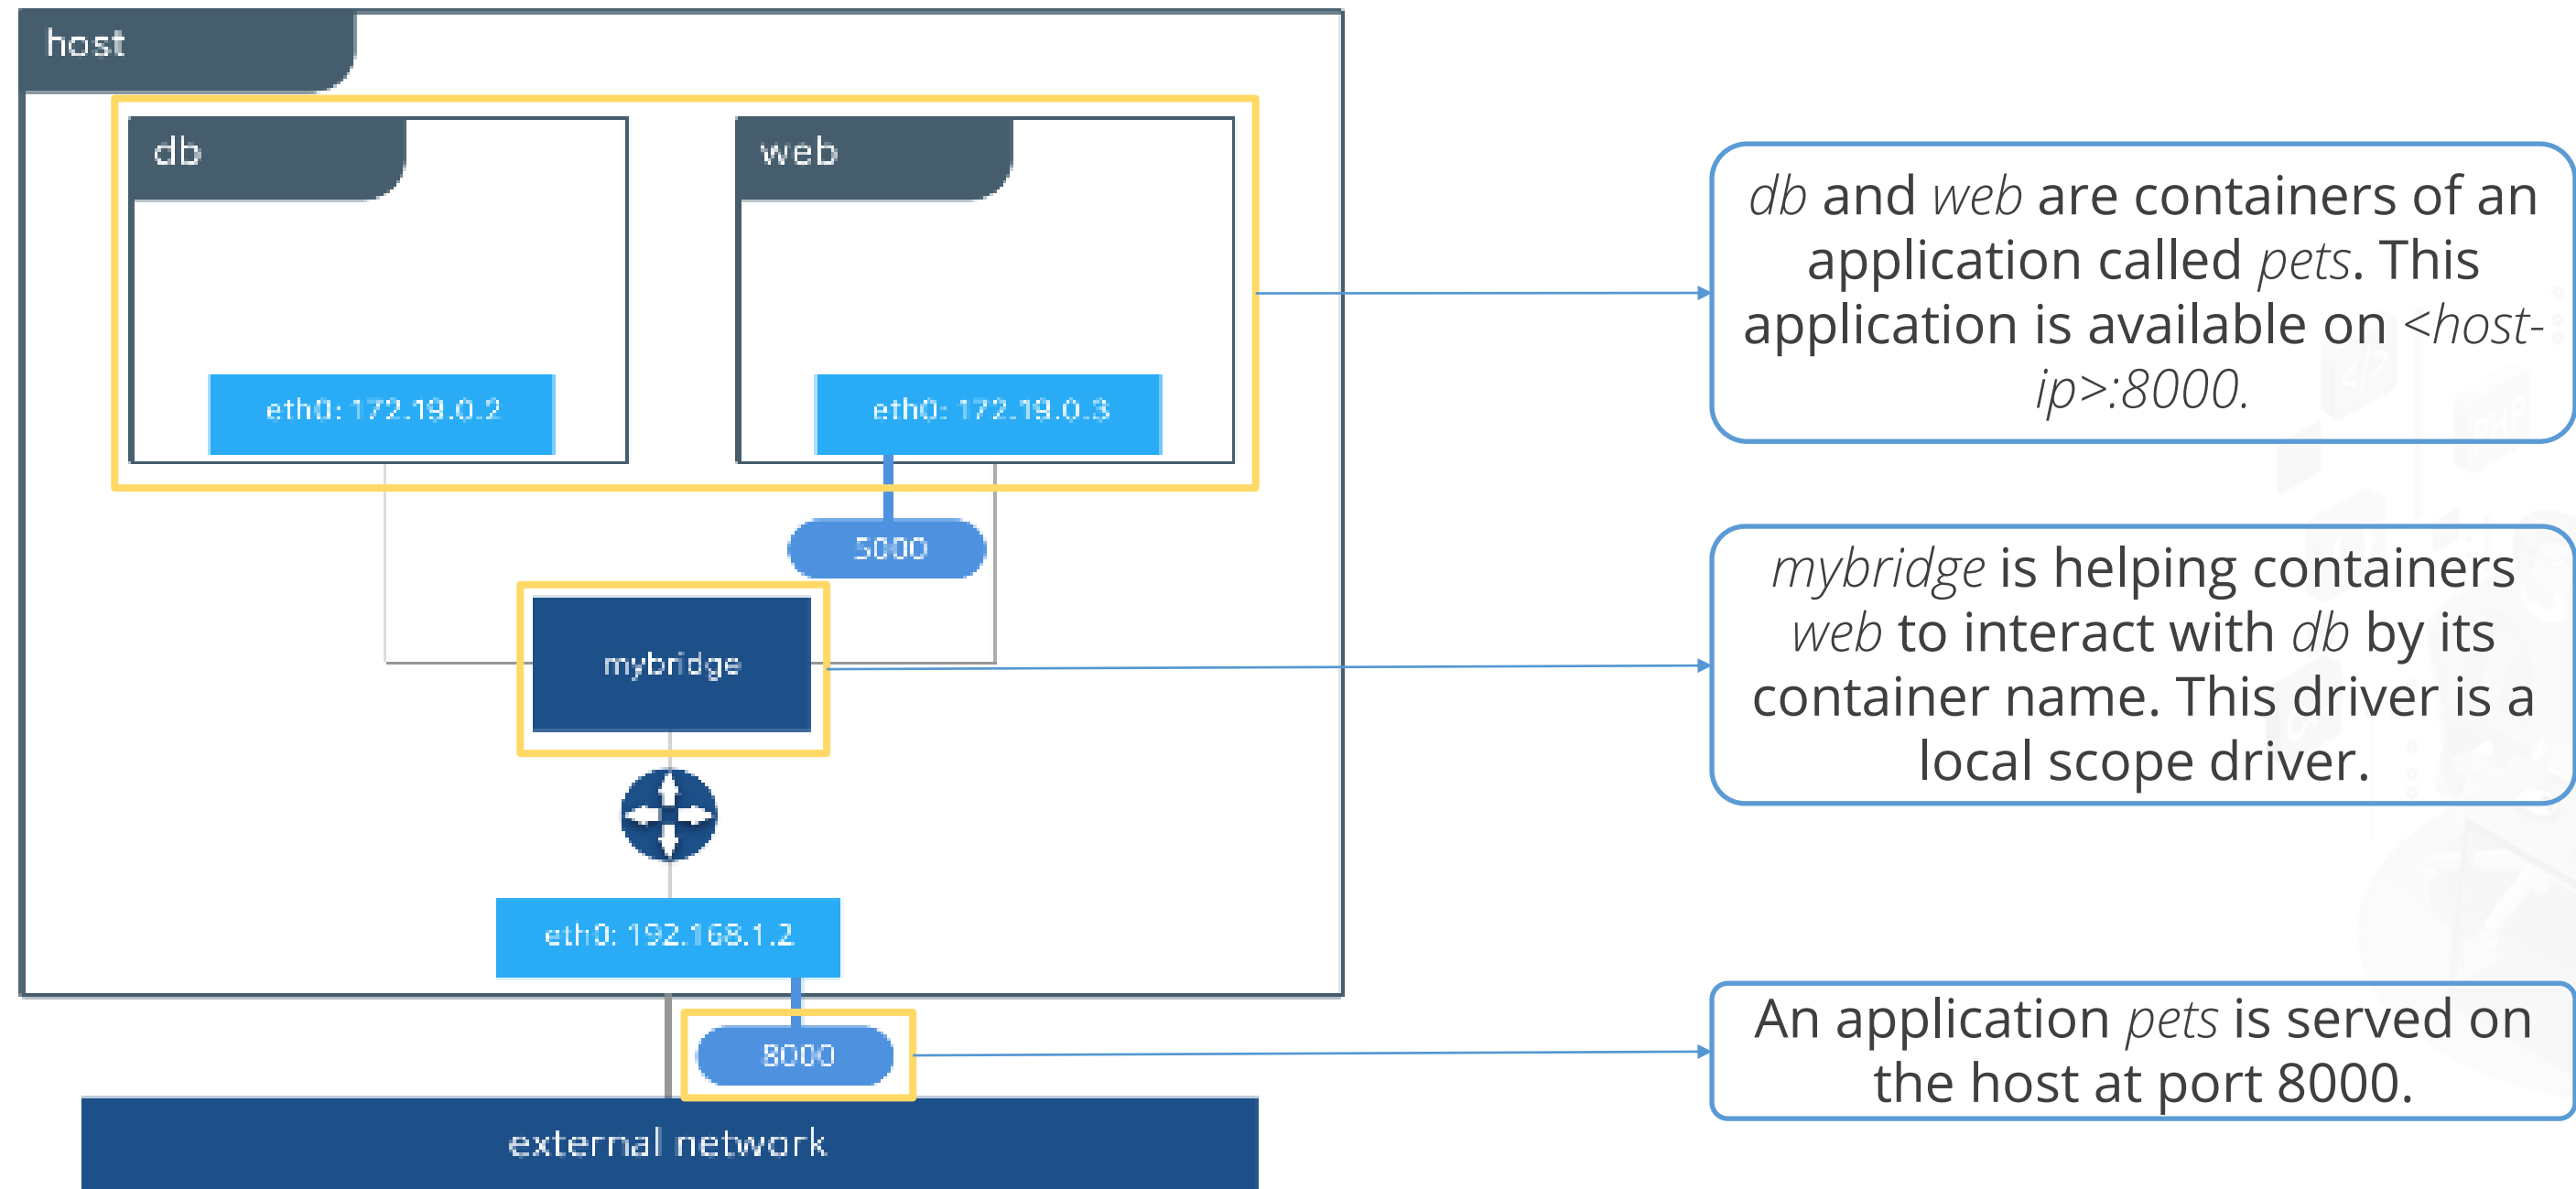 host
db
web
eth0: 172.19.0.2
eth0: 172.19.0.3
5000
mybridge
eth0: 192.168.1.2
8000
external network
db and web are containers of an
application called pets. This
application is available on <host-
ip>:8000.
mybridge is helping containers
web to interact with db by its
container name. This driver is a
local scope driver.
An application pets is served on
the host at port 8000.